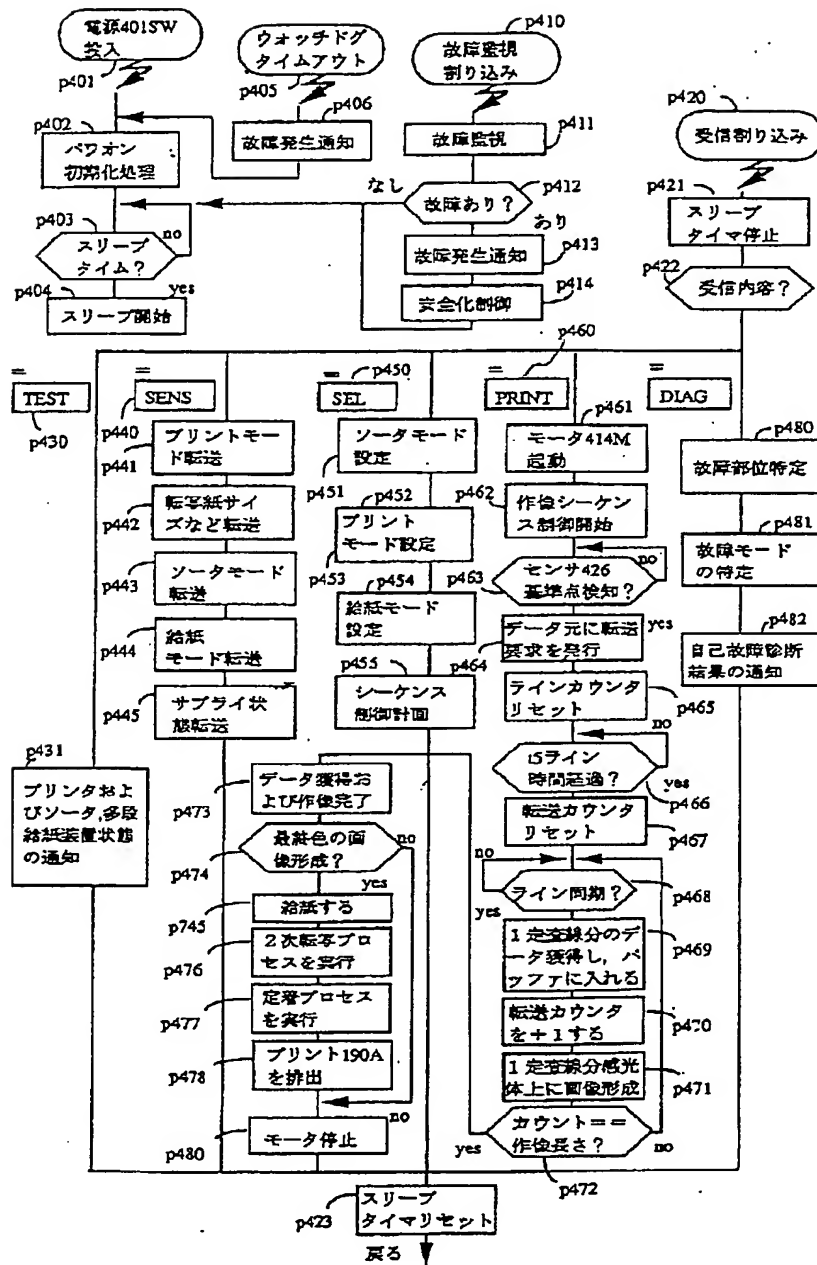 電源401SW
投入
p401
ウォッチドグ
タイムアウト
p405
p410
故障監視
割り込み
p402
パワオン
初期化処理
p406
故障発生通知
故障監視
p411
p420
受信割り込み
p421
スリープ
タイマ停止
p403
スリープ
タイム?
no
yes
なし
故障あり?
p412
あり
故障発生通知
p413
安全化制御
p414
p422
受信内容?
p404
スリープ開始
=
TEST
p430
=
SENS
p440
=
SEL
p450
=
PRINT
p460
=
DIAG
プリントモー
ド転送
p441
転写紙サイ
ズなど転送
p442
ソータモード
転送
p443
給紙
モード転送
p444
サプライ状
態転送
p445
ソータモード
設定
p451
p452
プリント
モード設定
p453
p454
給紙モード
設定
p455
シーケンス
制御計画
p461
モータ414M
起動
p462
作像シーケン
ス制御開始
no
p463
センサ426
基準点検知?
yes
データ元に転送
要求を発行
p464
ラインカウンタ
リセット
p465
no
15ライン
時間経過?
yes
p466
転送カウンタ
リセット
p467
no
ライン同期?
p468
yes
1定査線分のデ
ータ獲得し,バ
ッファに入れる
p469
転送カウンタ
を+1する
p470
1定査線分感光
体上に画像形成
p471
カウント==
作像長さ?
yes
no
p472
p480
故障部位特定
p481
故障モード
の特定
p482
自己故障診断
結果の通知
p431
プリンタおよ
びソータ,多段
給紙装置状態
の通知
p473
データ獲得お
よび作像完了
p474
最終色の画
像形成?
no
yes
p745
給紙する
p476
2次転写プロ
セスを実行
p477
定着プロセス
を実行
p478
プリント190A
を排出
no
p480
モータ停止
p423
スリープ
タイマリセット
戻る